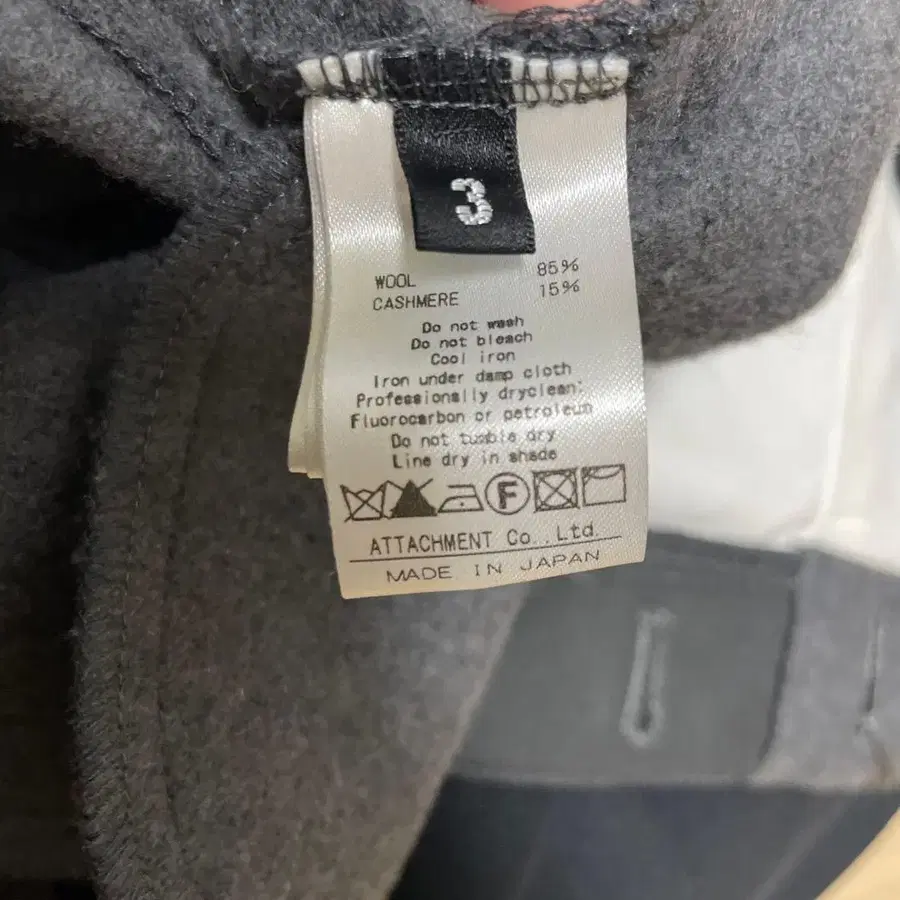 3
WOOL 85%
CASHMERE 15%
Do not wash
Do not bleach
Cool iron
Iron under damp cloth
Professionally dryclean:
Fluorocarbon or petroleum
Do not tumble dry
Line dry in shade
F
ATTACHMENT Co., Ltd.
MADE IN JAPAN